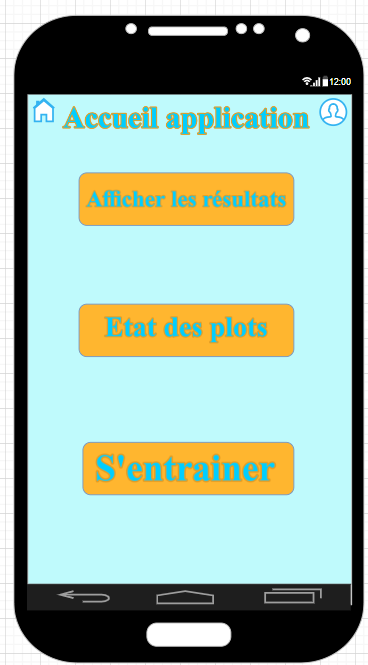 12:00
Accueil application
Afficher les résultats
Etat des plots
S'entrainer